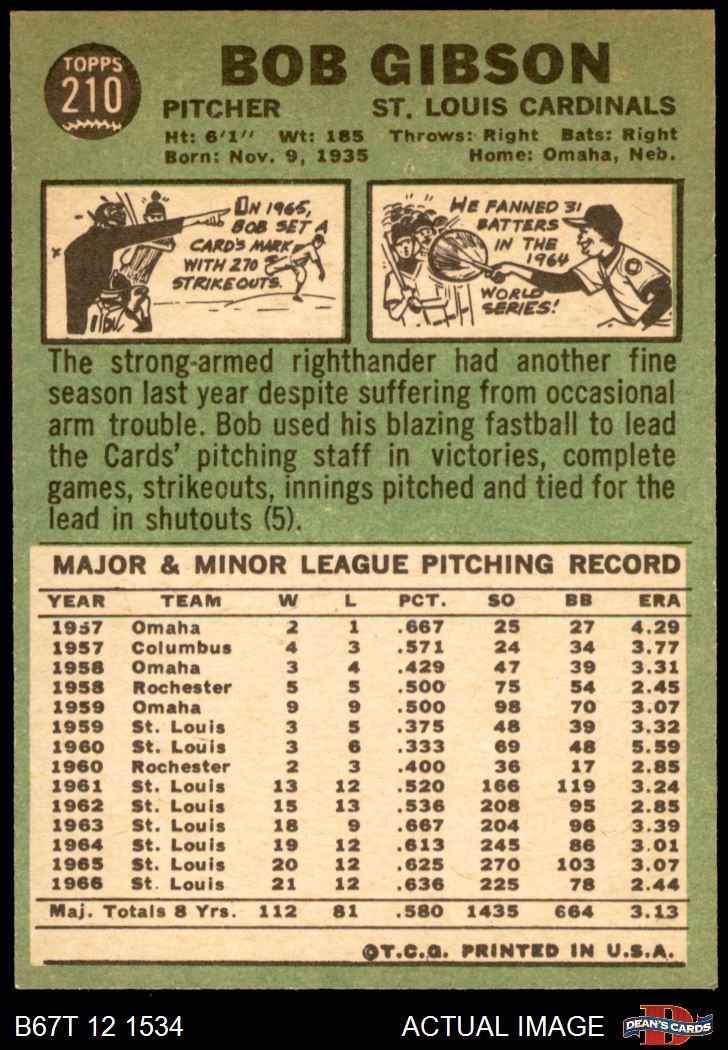 TOPPS
210
BOB GIBSON
PITCHER ST. LOUIS CARDINALS
Ht: 6'1" Wt: 185 Throws: Right Bats: Right
Born: Nov. 9, 1935 Home: Omaha, Neb.
ON 1965,
BOB SET A
CARD'S MARK
WITH 270
STRIKEOUTS.
HE FANNED 31
BATTERS
IN THE
1964
WORLD
SERIES!
The strong-armed righthander had another fine
season last year despite suffering from occasional
arm trouble. Bob used his blazing fastball to lead
the Cards' pitching staff in victories, complete
games, strikeouts, innings pitched and tied for the
lead in shutouts (5).
MAJOR & MINOR LEAGUE PITCHING RECORD
YEAR TEAM W L PCT. SO BB ERA
1957 Omaha 2 1 .667 25 27 4.29
1957 Columbus 4 3 .571 24 34 3.77
1958 Omaha 3 4 .429 47 39 3.31
1958 Rochester 5 5 .500 75 54 2.45
1959 Omaha 9 9 .500 98 70 3.07
1959 St. Louis 3 5 .375 48 39 3.32
1960 St. Louis 3 6 .333 69 48 5.59
1960 Rochester 2 3 .400 36 17 2.85
1961 St. Louis 13 12 .520 166 119 3.24
1962 St. Louis 15 13 .536 208 95 2.85
1963 St. Louis 18 9 .667 204 96 3.39
1964 St. Louis 19 12 .613 245 86 3.01
1965 St. Louis 20 12 .625 270 103 3.07
1966 St. Louis 21 12 .636 225 78 2.44
Maj. Totals 8 Yrs. 112 81 .580 1435 664 3.13
©T.C.G. PRINTED IN U.S.A.
B67T 12 1534 ACTUAL IMAGE
D
DEAN'S CARDS